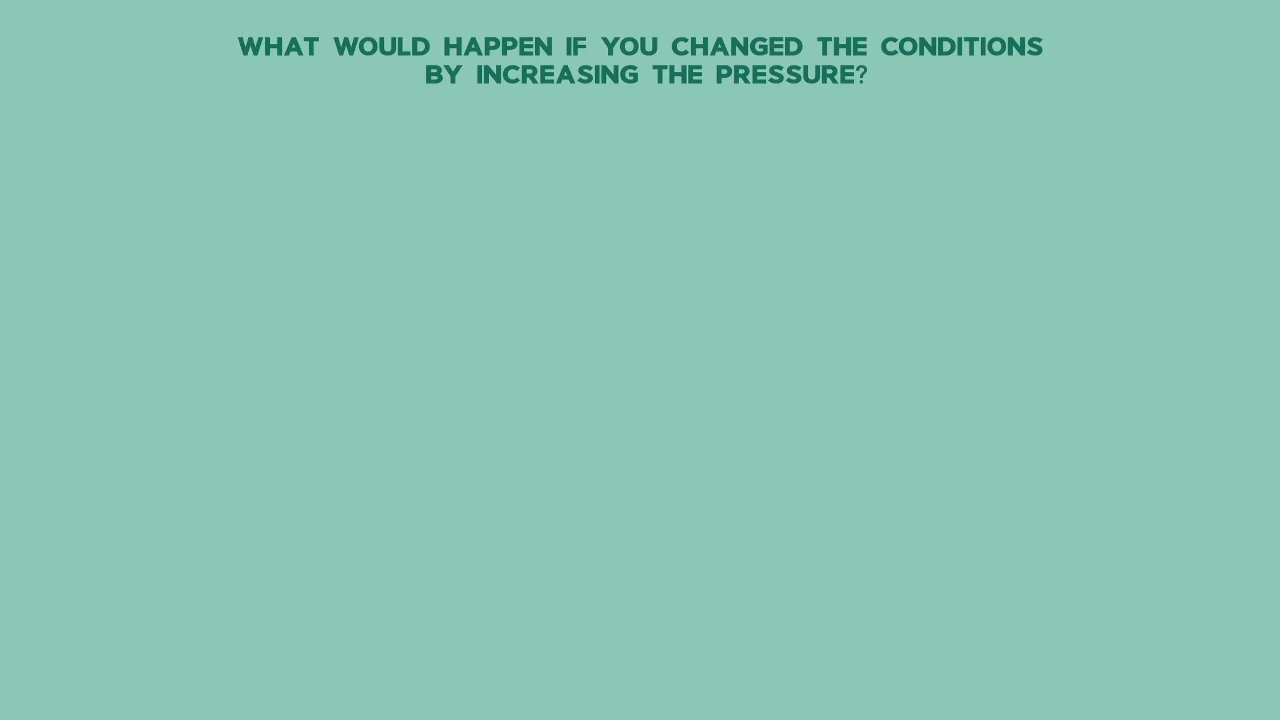 WHAT WOULD HAPPEN IF YOU CHANGED THE CONDITIONS
BY INCREASING THE PRESSURE?